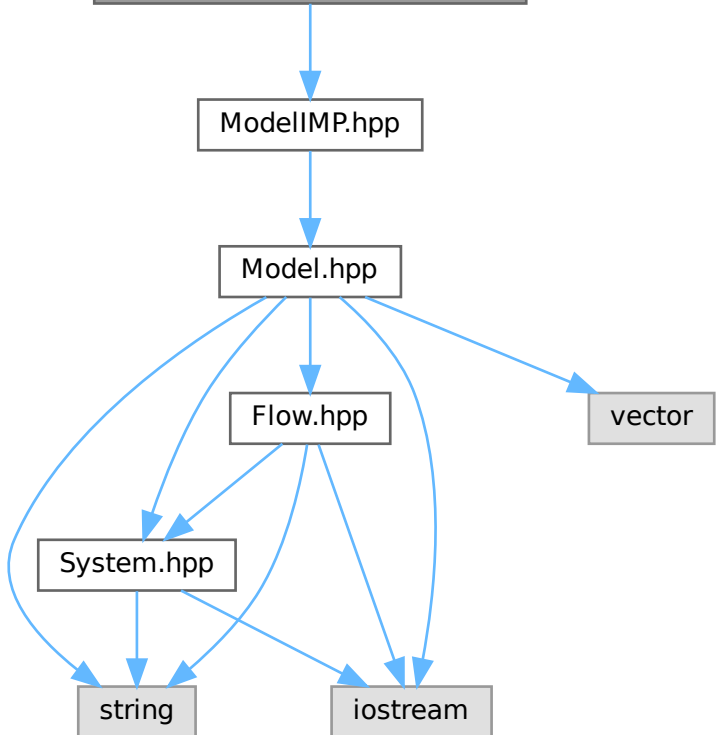 ModelIMP.hpp
Model.hpp
Flow.hpp
vector
System.hpp
string
iostream